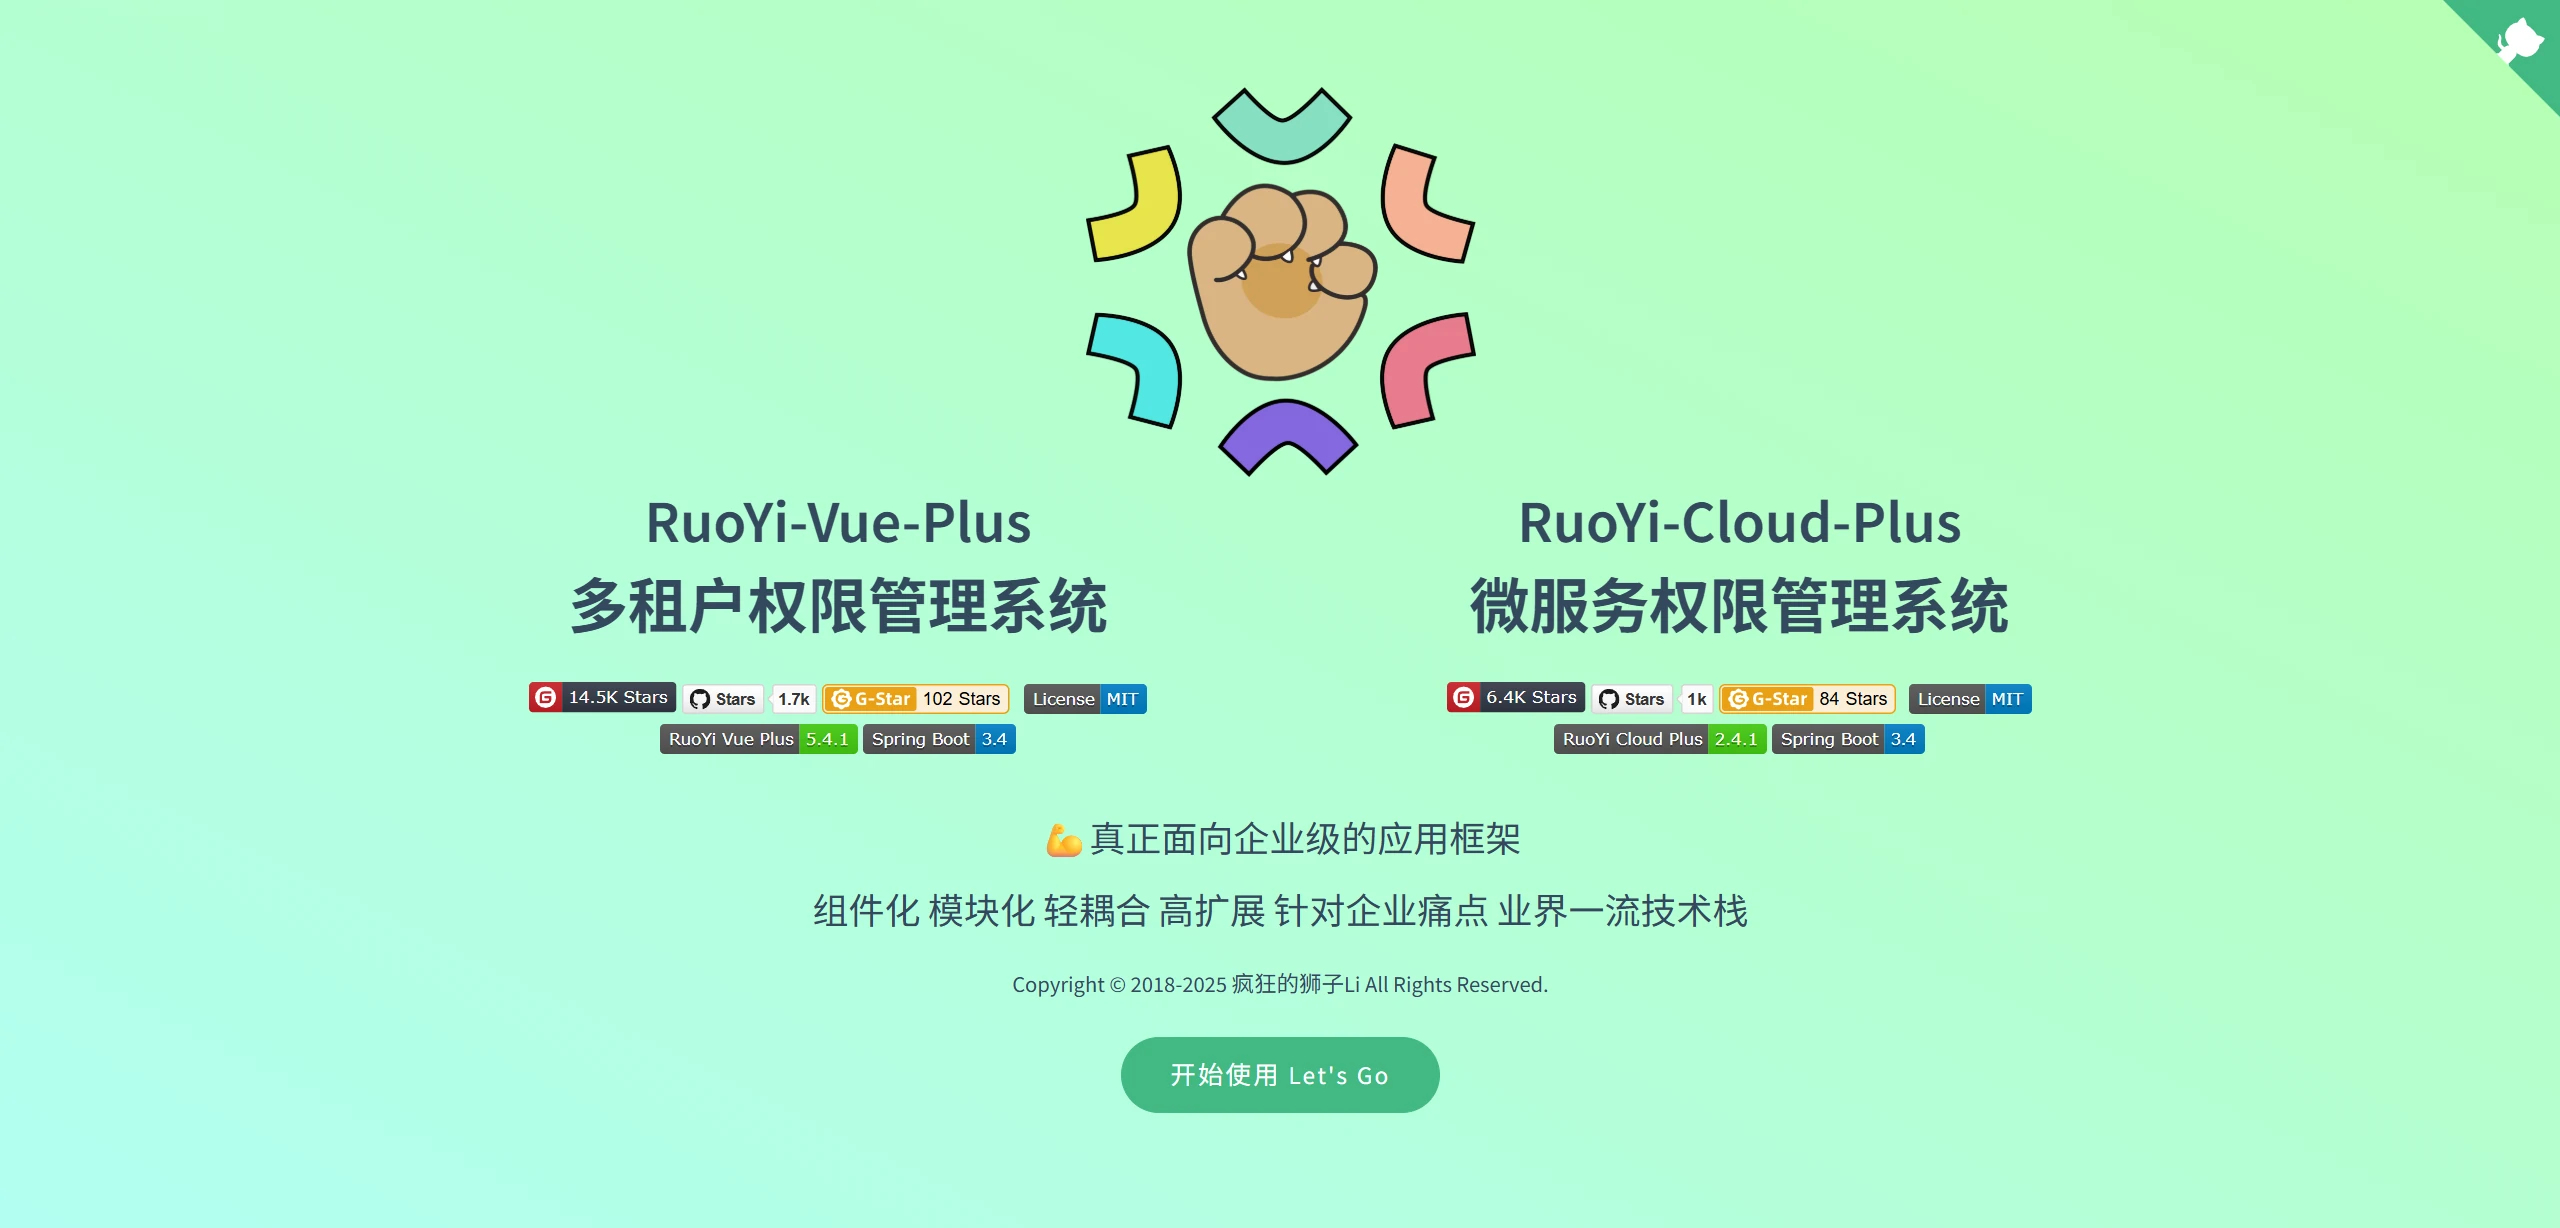 RuoYi-Vue-Plus
多租户权限管理系统
14.5K Stars Stars 1.7k G-Star 102 Stars License MIT
RuoYi Vue Plus 5.4.1 Spring Boot 3.4
RuoYi-Cloud-Plus
微服务权限管理系统
6.4K Stars Stars 1k G-Star 84 Stars License MIT
RuoYi Cloud Plus 2.4.1 Spring Boot 3.4
💪真正面向企业级的应用框架
组件化 模块化 轻耦合 高扩展 针对企业痛点 业界一流技术栈
Copyright © 2018-2025 疯狂的狮子Li All Rights Reserved.
开始使用 Let's Go